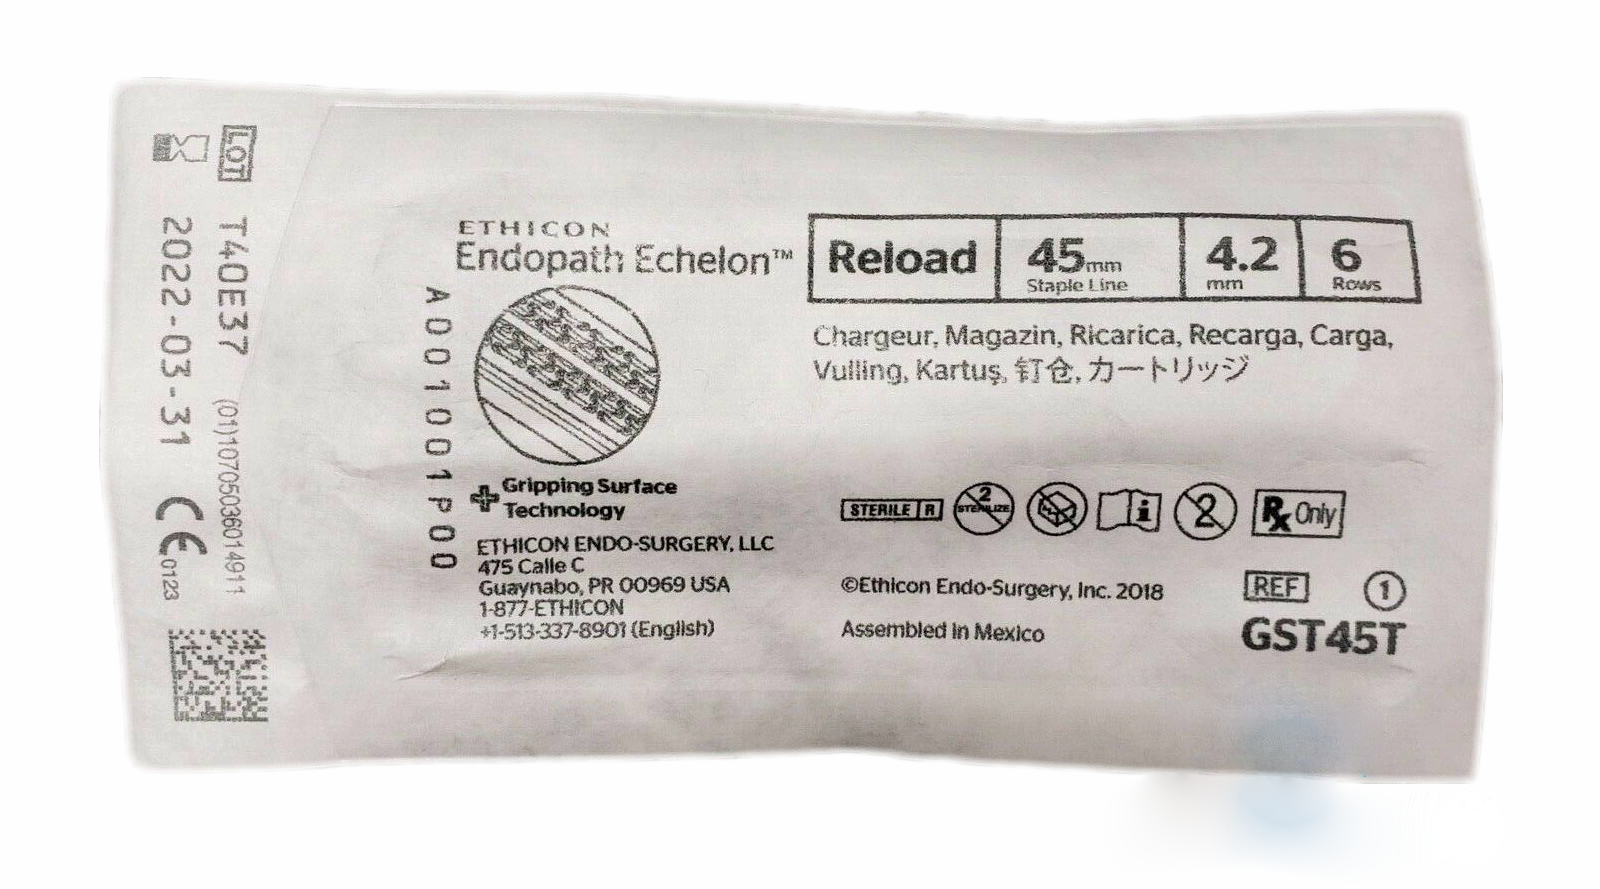 LOT T40E37
2022-03-31
(01)10705036014911
CE 0123
ETHICON
Endopath Echelon™
A001001P00
Gripping Surface
Technology
ETHICON ENDO-SURGERY, LLC
475 Calle C
Guaynabo, PR 00969 USA
1-877-ETHICON
+1-513-337-8901 (English)
Reload
45mm
Staple Line
4.2
mm
6
Rows
Chargeur, Magazin, Ricarica, Recarga, Carga,
Vulling, Kartuş, 钉仓, カートリッジ
STERILE R
2
STERILIZE
i
2
Rx Only
©Ethicon Endo-Surgery, Inc. 2018
Assembled in Mexico
REF
1
GST45T